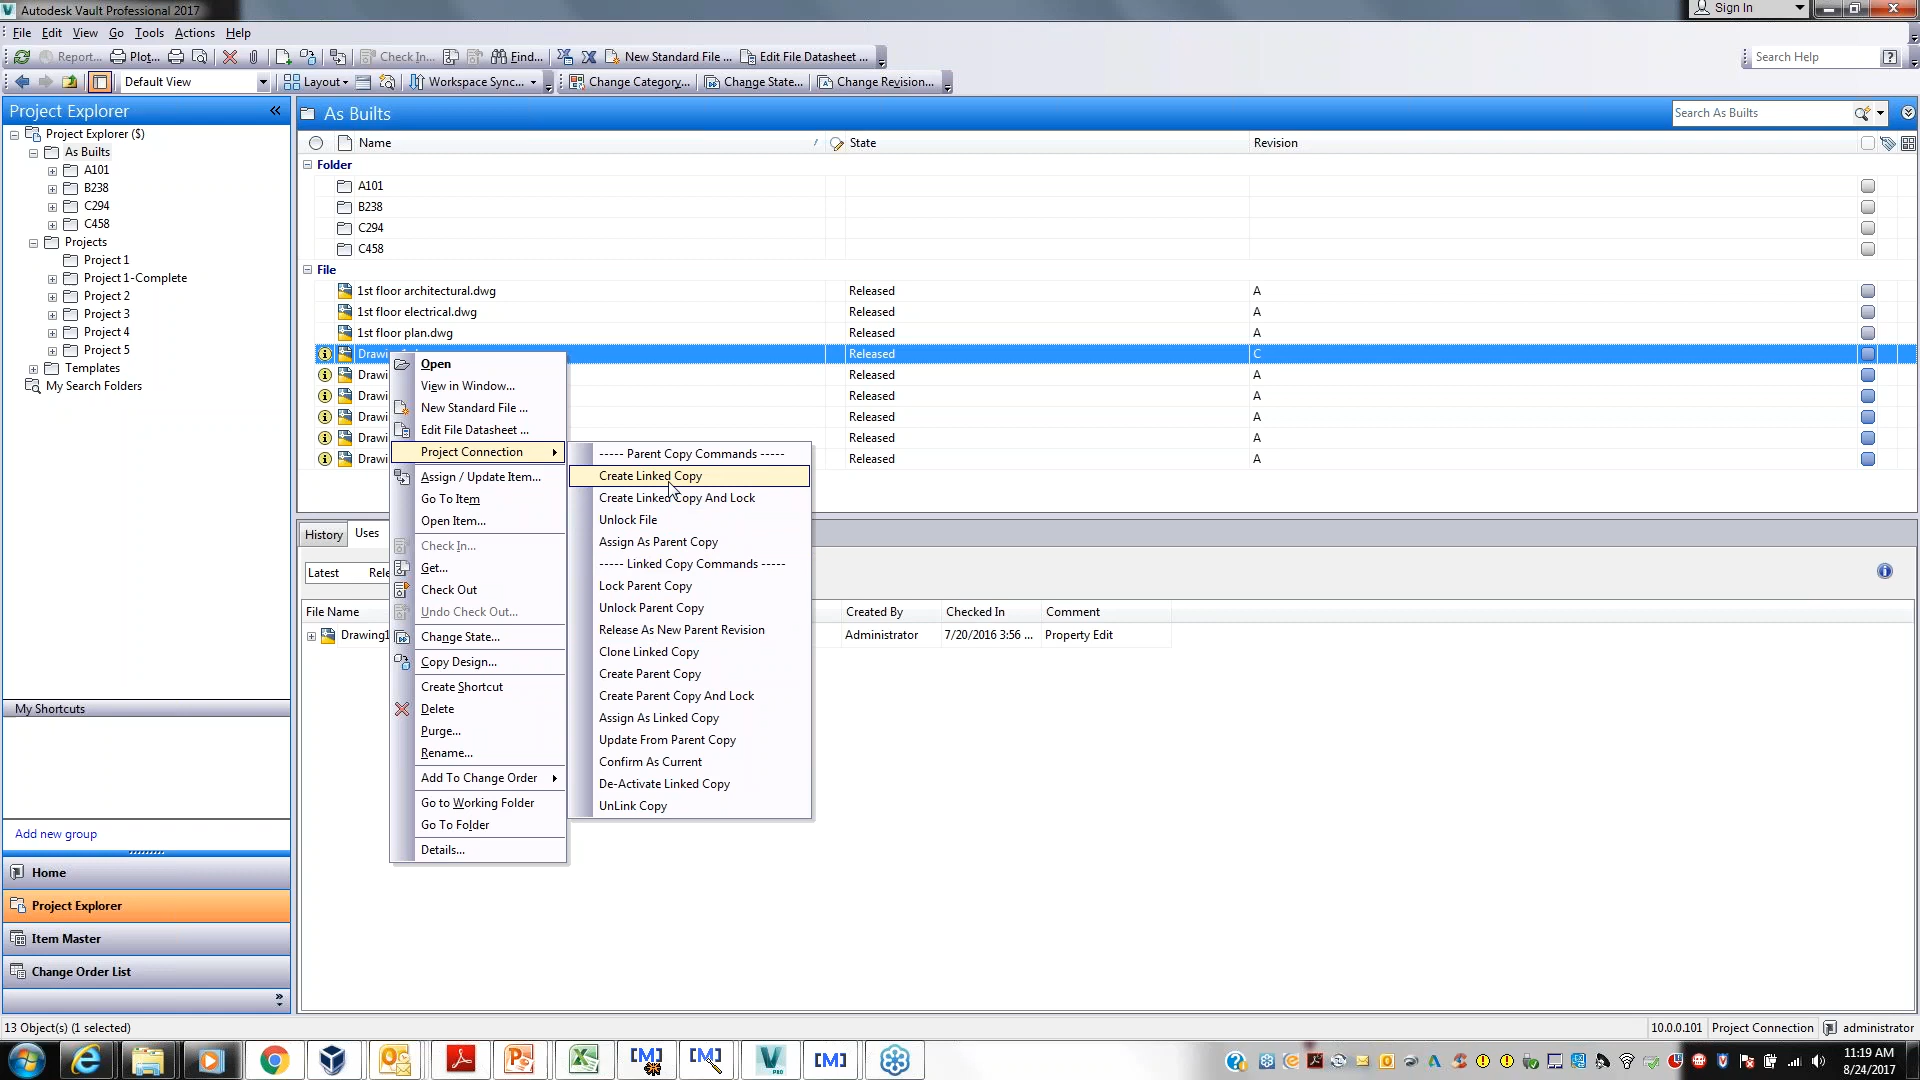 Autodesk Vault Professional 2017
Sign In
File Edit View Go Tools Actions Help
Report... Plot... Check In... Find... New Standard File ... Edit File Datasheet ...
Search Help
Default View Layout Workspace Sync... Change Category... Change State... Change Revision...
Project Explorer
Project Explorer ($)
As Builts
A101
B238
C294
C458
Projects
Project 1
Project 1-Complete
Project 2
Project 3
Project 4
Project 5
Templates
My Search Folders
My Shortcuts
Add new group
Home
Project Explorer
Item Master
Change Order List
As Builts
Search As Builts
Name State Revision
Folder
A101
B238
C294
C458
File
1st floor architectural.dwg Released A
1st floor electrical.dwg Released A
1st floor plan.dwg Released A
Drawi Released C
Drawi Released A
Drawi Released A
Drawi Released A
Drawi Released A
Drawi Released A
Open
View in Window...
New Standard File ...
Edit File Datasheet ...
Project Connection
Assign / Update Item...
Go To Item
Open Item...
Check In...
Get...
Check Out
Undo Check Out...
Change State...
Copy Design...
Create Shortcut
Delete
Purge...
Rename...
Add To Change Order
Go to Working Folder
Go To Folder
Details...
----- Parent Copy Commands -----
Create Linked Copy
Create Linked Copy And Lock
Unlock File
Assign As Parent Copy
----- Linked Copy Commands -----
Lock Parent Copy
Unlock Parent Copy
Release As New Parent Revision
Clone Linked Copy
Create Parent Copy
Create Parent Copy And Lock
Assign As Linked Copy
Update From Parent Copy
Confirm As Current
De-Activate Linked Copy
UnLink Copy
History Uses
Latest Rele
File Name Created By Checked In Comment
Drawing1 Administrator 7/20/2016 3:56 ... Property Edit
13 Object(s) (1 selected)
10.0.0.101 Project Connection administrator
11:19 AM
8/24/2017